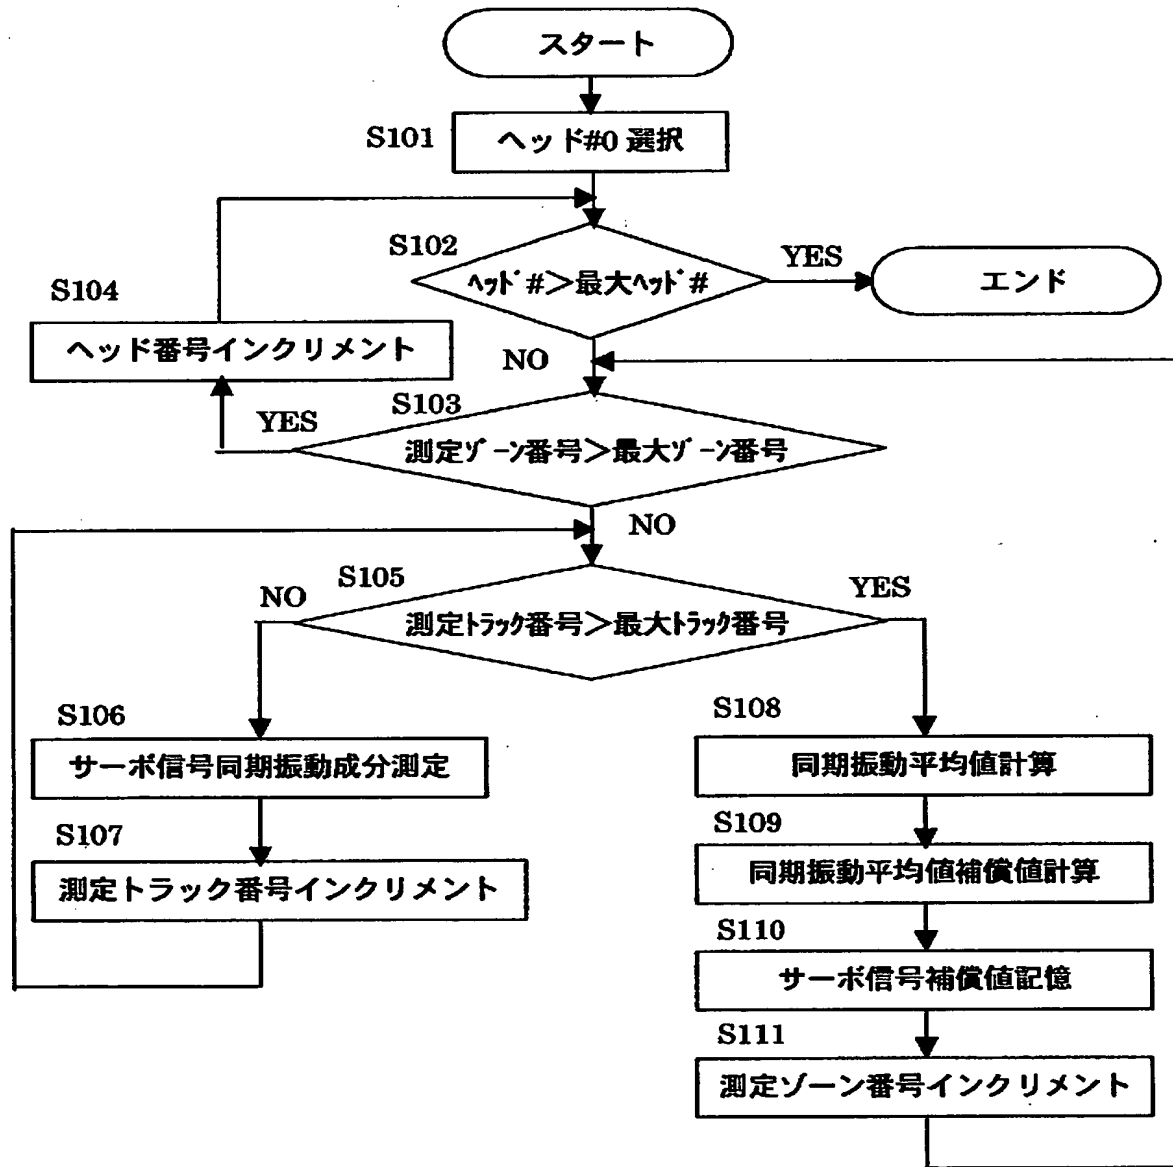 スタート
S101
ヘッド#0 選択
S102
ﾍｯﾄﾞ#>最大ﾍｯﾄﾞ#
YES
エンド
S104
ヘッド番号インクリメント
NO
S103
YES
測定ｿﾞｰﾝ番号>最大ｿﾞｰﾝ番号
NO
S105
NO
YES
測定ﾄﾗｯｸ番号>最大ﾄﾗｯｸ番号
S106
サーボ信号同期振動成分測定
S107
測定トラック番号インクリメント
S108
同期振動平均値計算
S109
同期振動平均値補償値計算
S110
サーボ信号補償値記憶
S111
測定ゾーン番号インクリメント